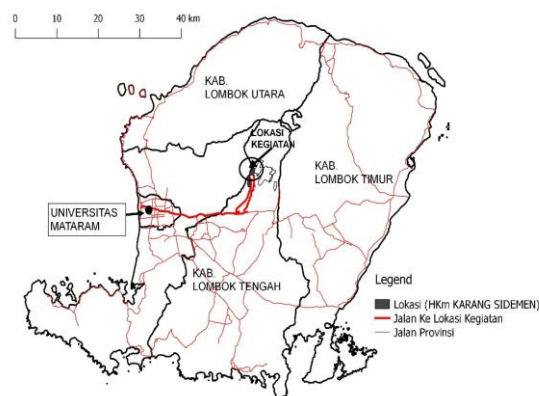 0 10 20 30 40 km
KAB.
LOMBOK UTARA
LOKASI
KEGIATAN
KAB.
LOMBOK TIMUR
UNIVERSITAS
MATARAM
KAB.
LOMBOK TENGAH
Legend
Lokasi (HKm KARANG SIDEMEN)
Jalan Ke Lokasi Kegiatan
Jalan Provinsi